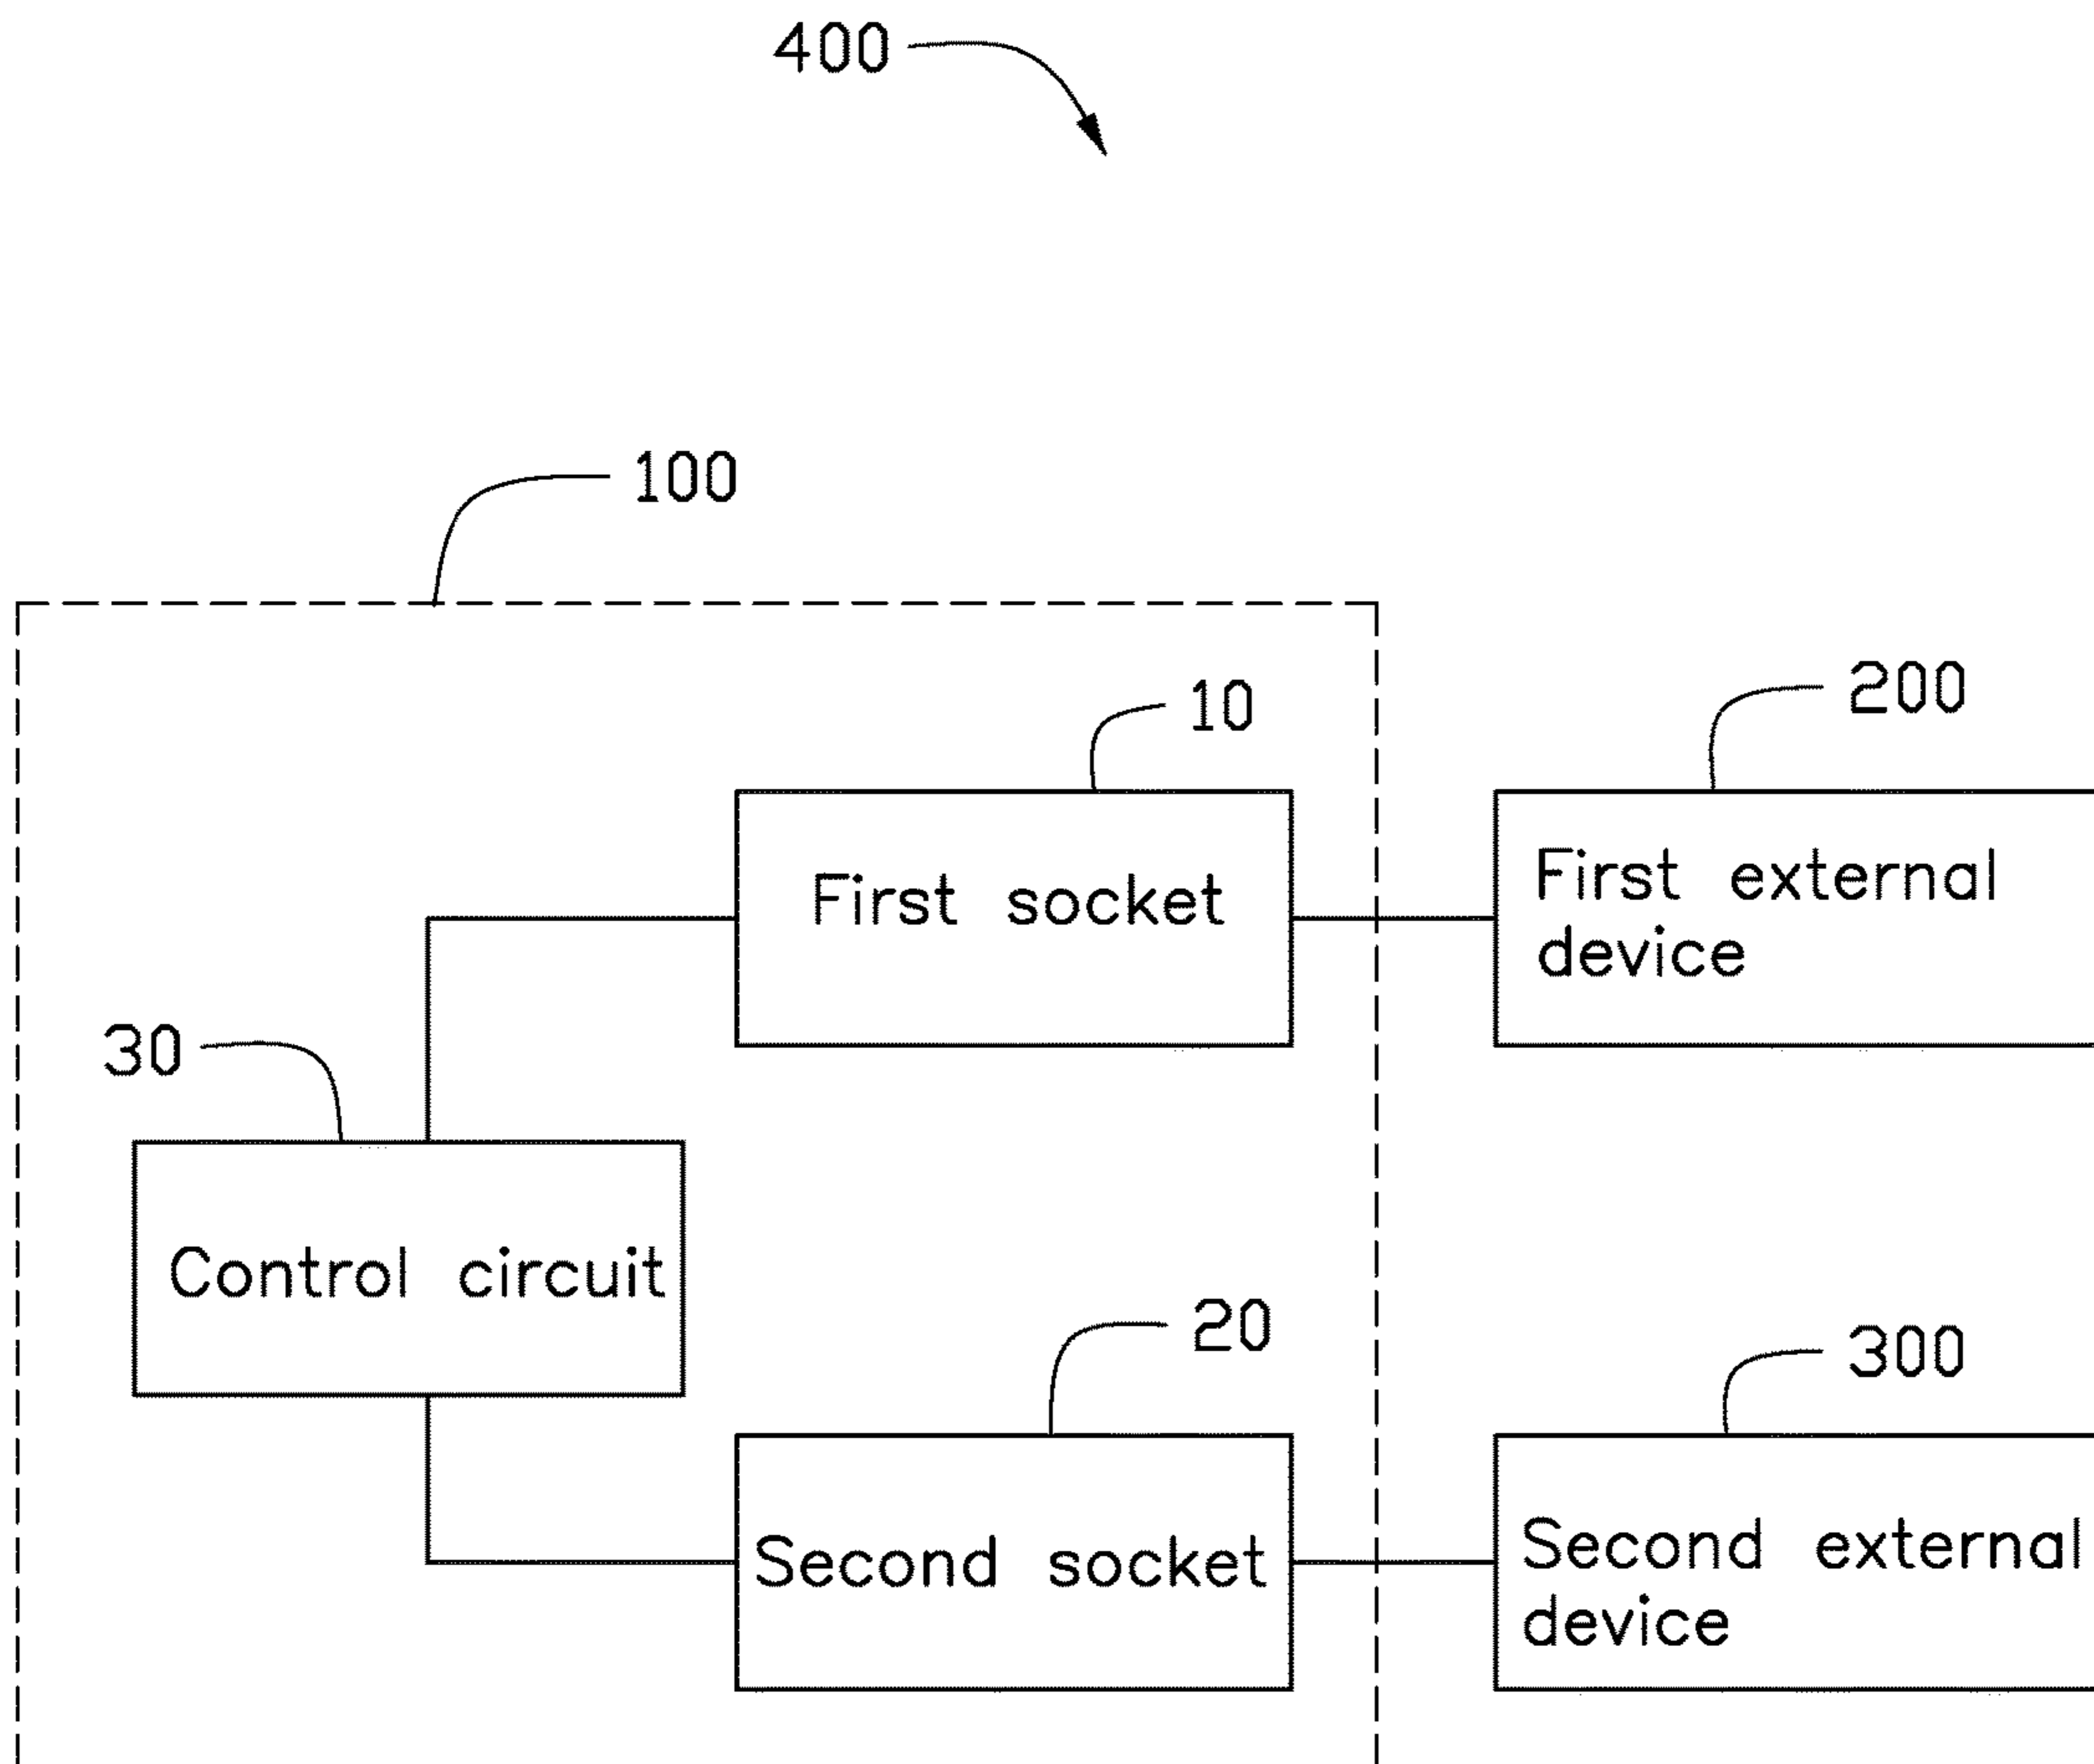 400
100
10
200
First socket
First external
device
30
Control circuit
20
300
Second socket
Second external
device